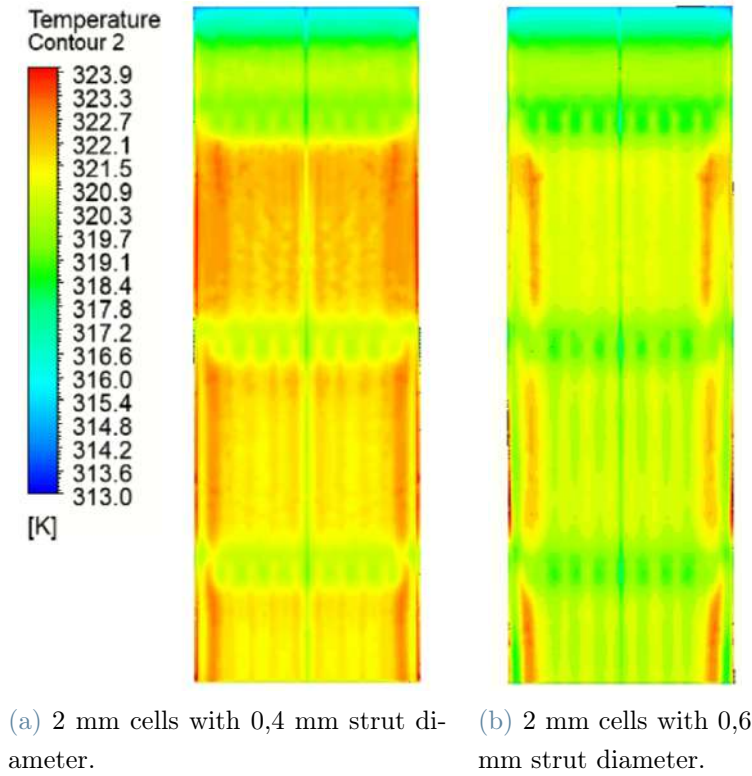 Temperature
Contour 2
323.9
323.3
322.7
322.1
321.5
320.9
320.3
319.7
319.1
318.4
317.8
317.2
316.6
316.0
315.4
314.8
314.2
313.6
313.0
[K]
(a) 2 mm cells with 0,4 mm strut di-
ameter.
(b) 2 mm cells with 0,6
mm strut diameter.